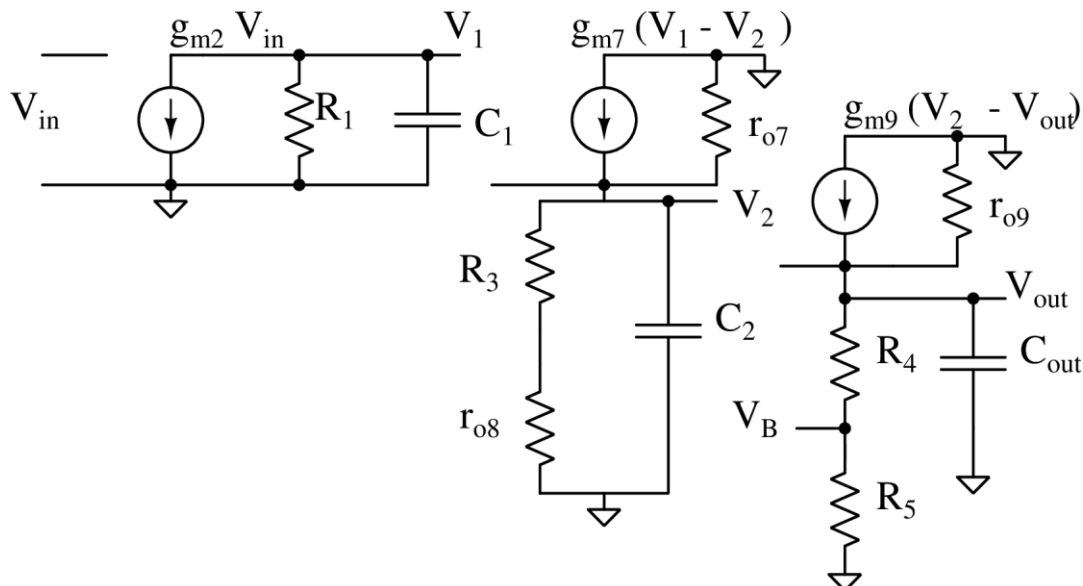 g_m2 V_in
V_1
V_in
R_1
C_1
g_m7 (V_1 - V_2 )
r_o7
V_2
R_3
C_2
r_o8
g_m9 (V_2 - V_out)
r_o9
V_out
R_4
C_out
V_B
R_5